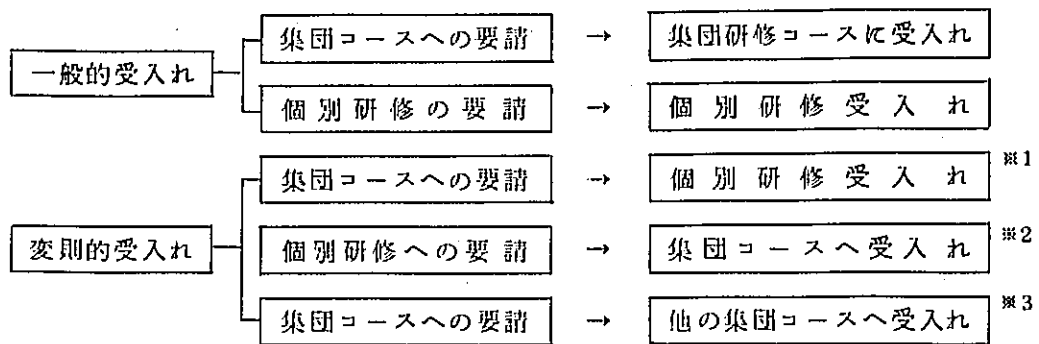 集団コースへの要請 → 集団研修コースに受入れ
一般的受入れ
個別研修の要請 → 個別研修受入れ
集団コースへの要請 → 個別研修受入れ ※1
変則的受入れ 個別研修への要請 → 集団コースへ受入れ ※2
集団コースへの要請 → 他の集団コースへ受入れ ※3